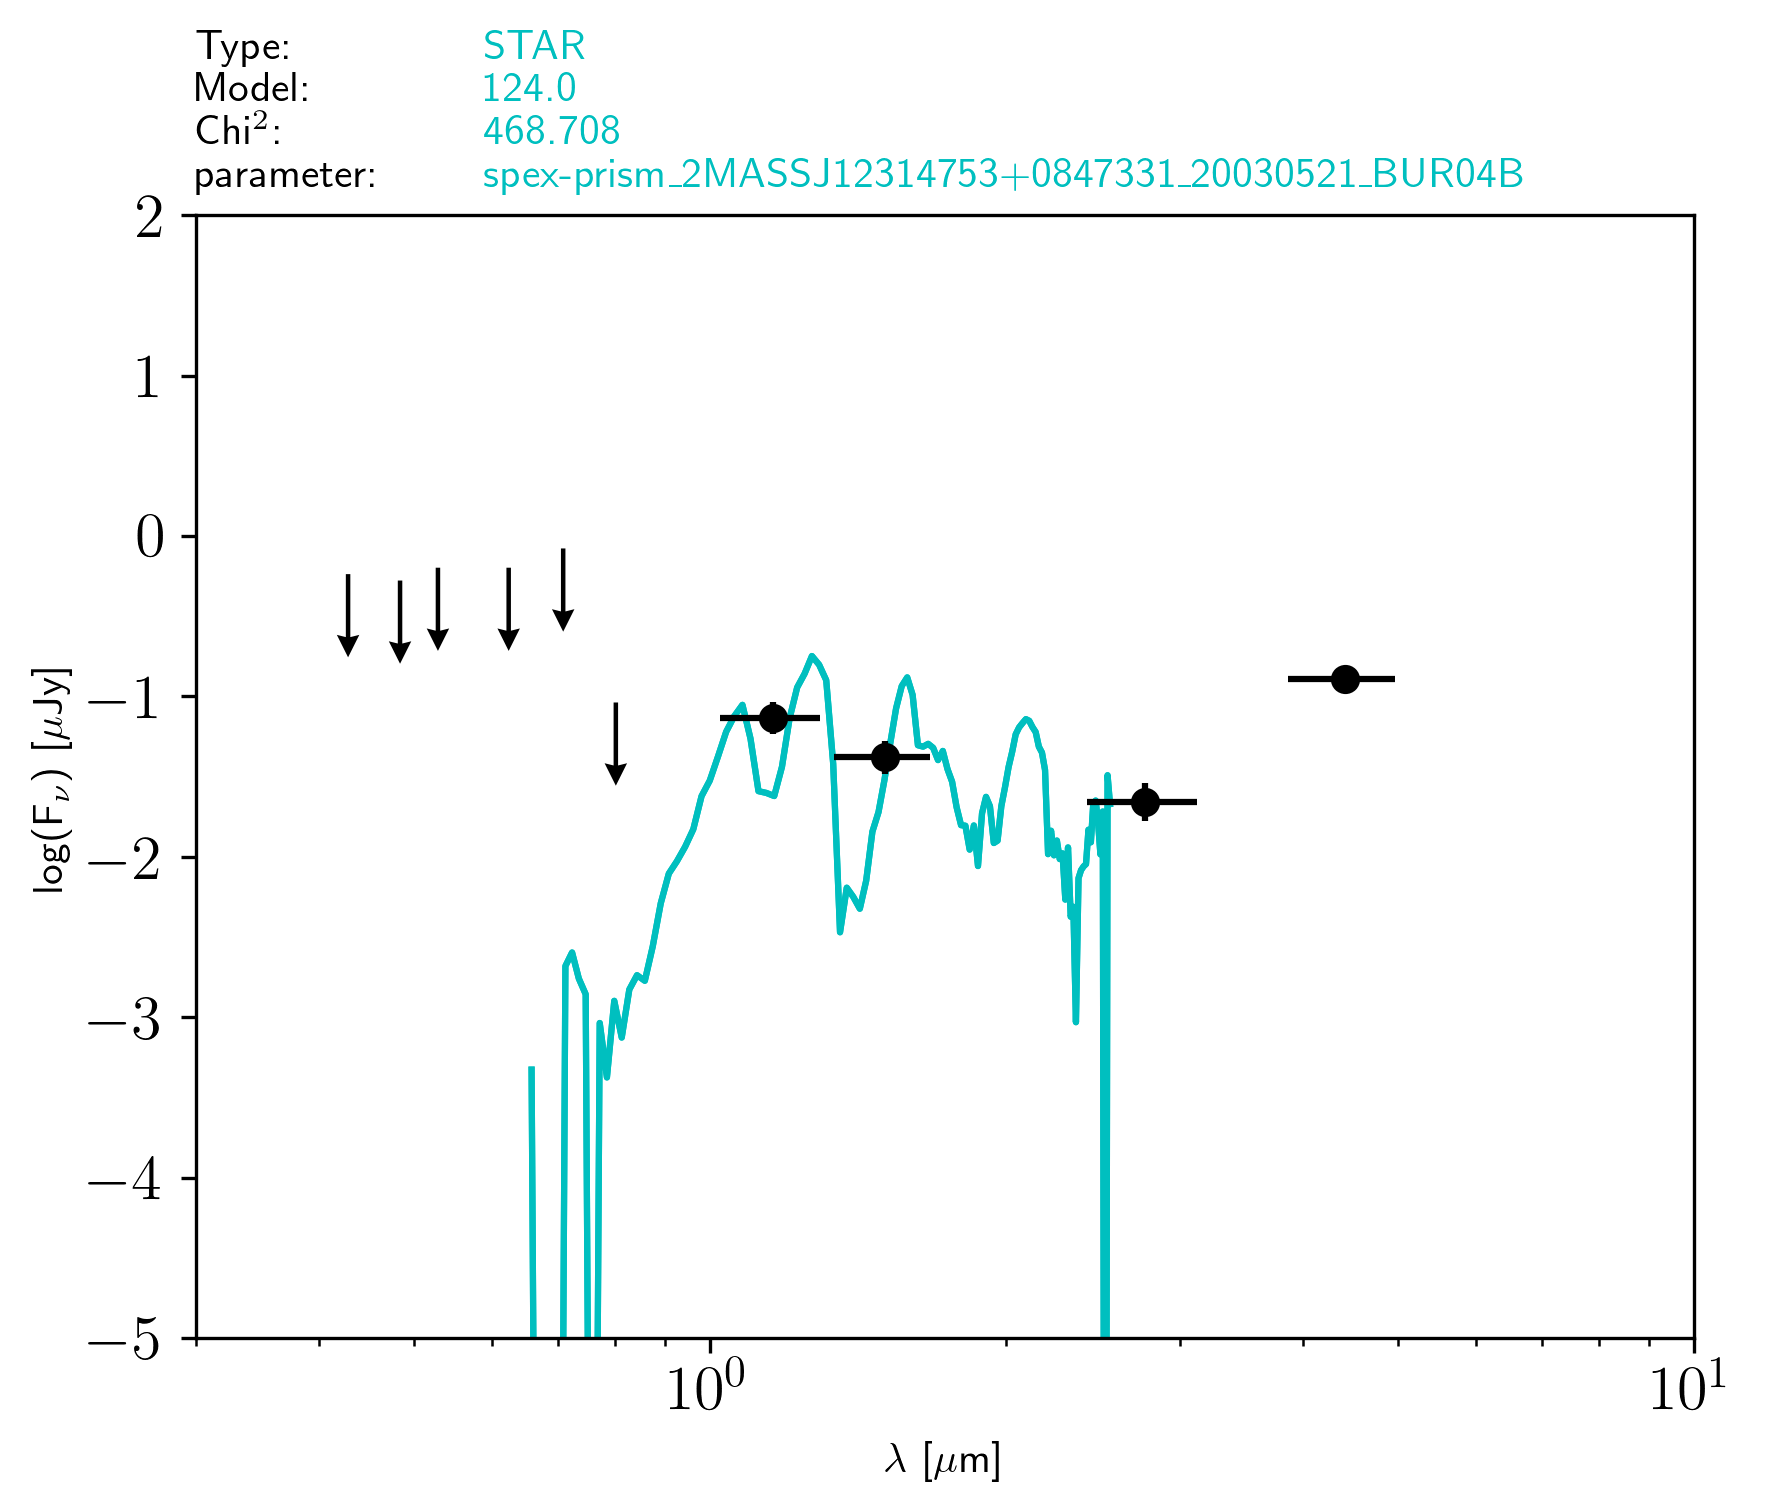 Type: STAR
Model: 124.0
Chi²: 468.708
parameter: spex-prism_2MASSJ12314753+0847331_20030521_BUR04B
2
1
0
−1
−2
−3
−4
−5
log(Fν) [μJy]
10⁰ 10¹
λ [μm]